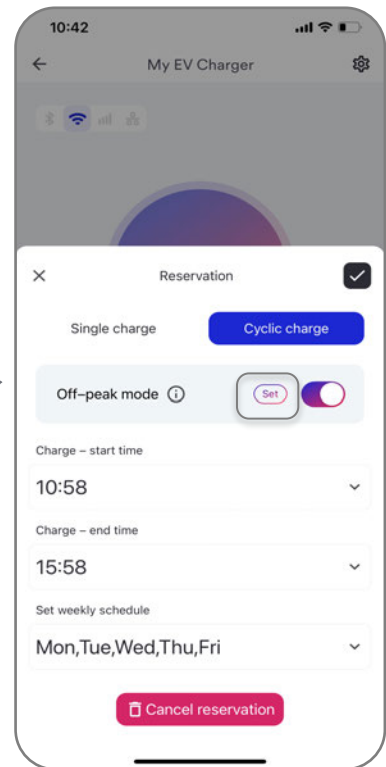 10:42
My EV Charger
Reservation
Single charge
Cyclic charge
Off-peak mode
Set
Charge – start time
10:58
Charge – end time
15:58
Set weekly schedule
Mon,Tue,Wed,Thu,Fri
Cancel reservation